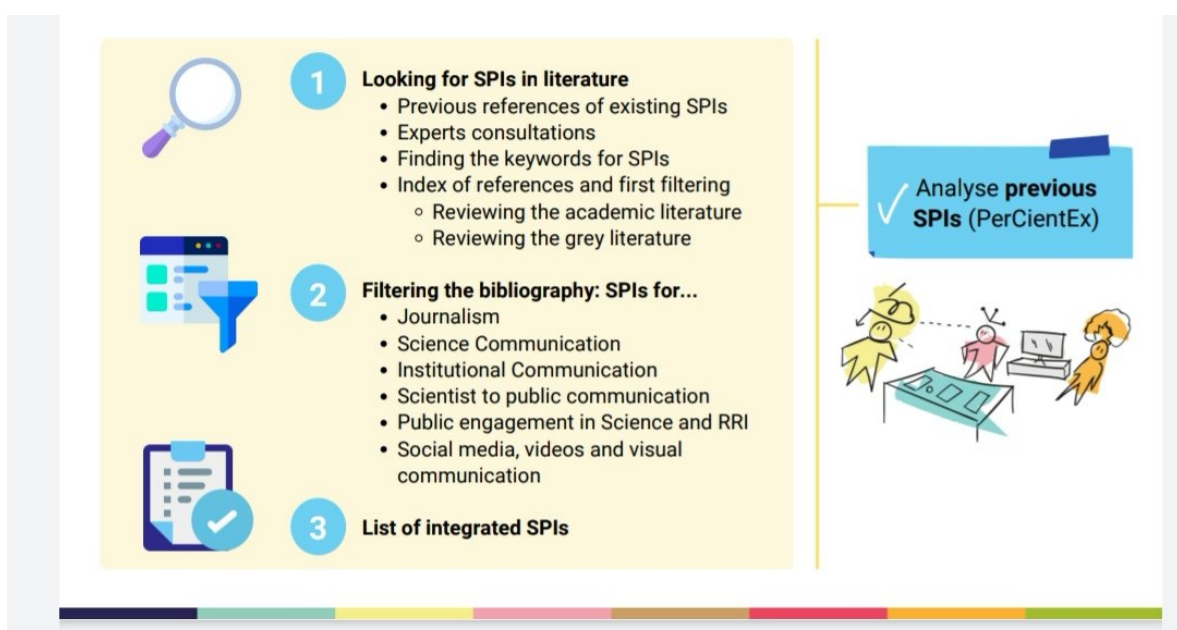 1
Looking for SPIs in literature
• Previous references of existing SPIs
• Experts consultations
• Finding the keywords for SPIs
• Index of references and first filtering
◦ Reviewing the academic literature
◦ Reviewing the grey literature
2
Filtering the bibliography: SPIs for...
• Journalism
• Science Communication
• Institutional Communication
• Scientist to public communication
• Public engagement in Science and RRI
• Social media, videos and visual
communication
3
List of integrated SPIs
Analyse previous
SPIs (PerCientEx)